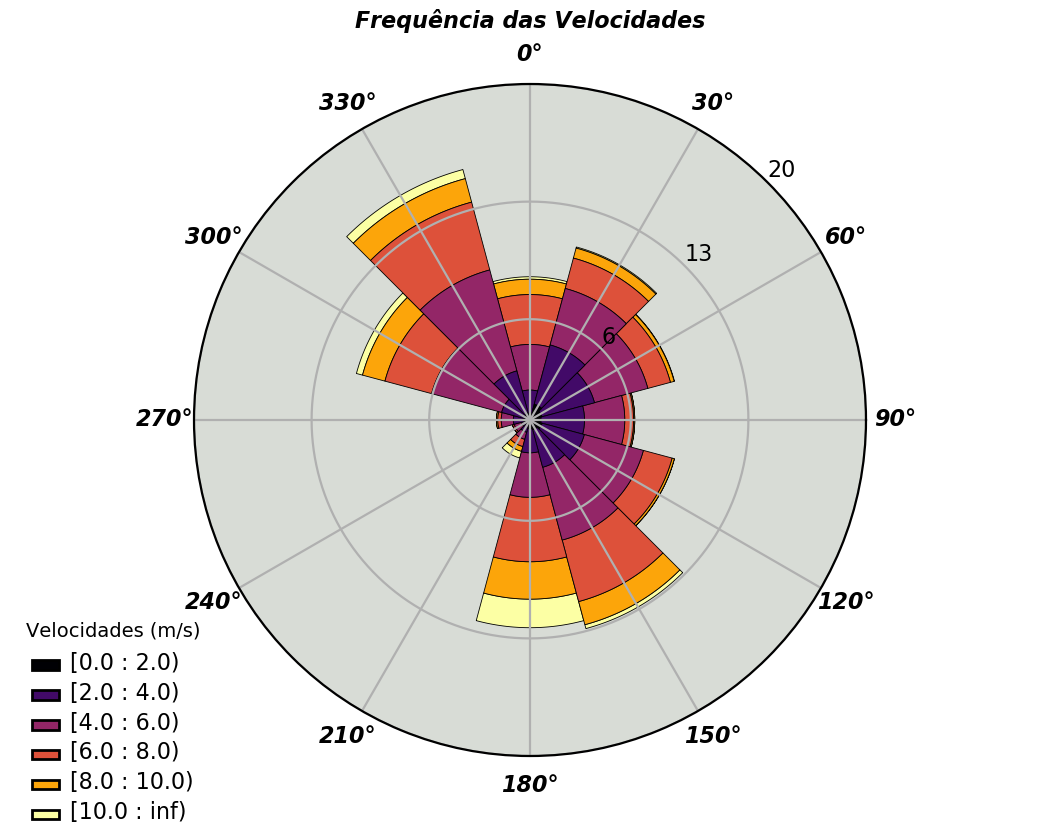 Frequência das Velocidades
0°
330°
30°
20
300°
60°
13
6
270°
90°
240°
120°
Velocidades (m/s)
[0.0 : 2.0)
[2.0 : 4.0)
[4.0 : 6.0)
[6.0 : 8.0)
[8.0 : 10.0)
[10.0 : inf)
210°
150°
180°